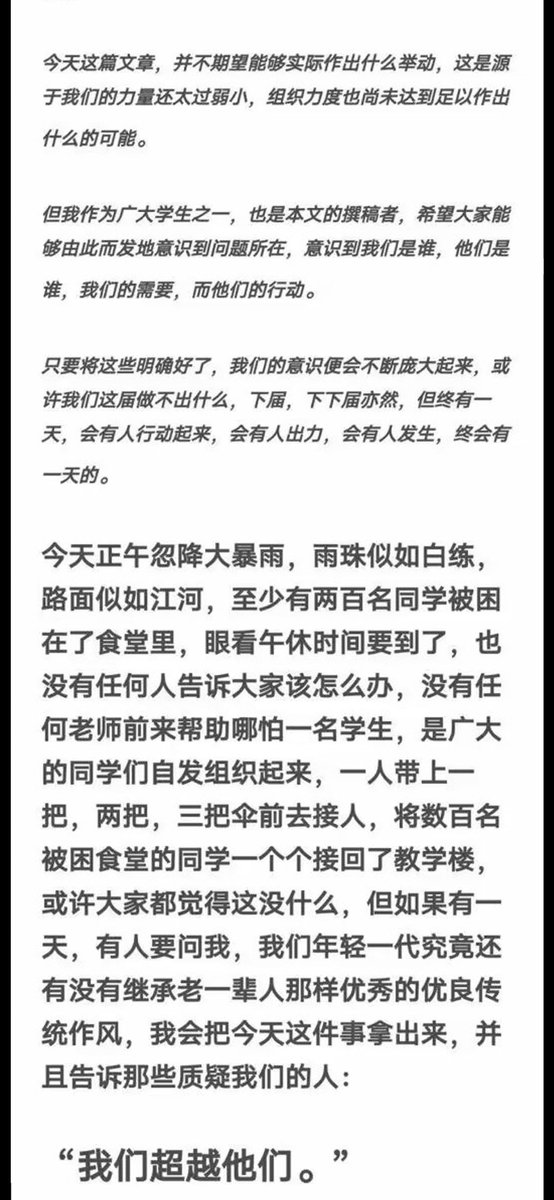 今天这篇文章，并不期望能够实际作出什么举动，这是源
于我们的力量还太过弱小，组织力度也尚未达到足以作出
什么的可能。
但我作为广大学生之一，也是本文的撰稿者，希望大家能
够由此而发地意识到问题所在，意识到我们是谁，他们是
谁，我们的需要，而他们的行动。
只要将这些明确好了，我们的意识便会不断庞大起来，或
许我们这届做不出什么，下届，下下届亦然，但终有一
天，会有人行动起来，会有人出力，会有人发生，终会有
一天的。
今天正午忽降大暴雨，雨珠似如白练，
路面似如江河，至少有两百名同学被困
在了食堂里，眼看午休时间要到了，也
没有任何人告诉大家该怎么办，没有任
何老师前来帮助哪怕一名学生，是广大
的同学们自发组织起来，一人带上一
把，两把，三把伞前去接人，将数百名
被困食堂的同学一个个接回了教学楼，
或许大家都觉得这没什么，但如果有一
天，有人要问我，我们年轻一代究竟还
有没有继承老一辈人那样优秀的优良传
统作风，我会把今天这件事拿出来，并
且告诉那些质疑我们的人：
“我们超越他们。”